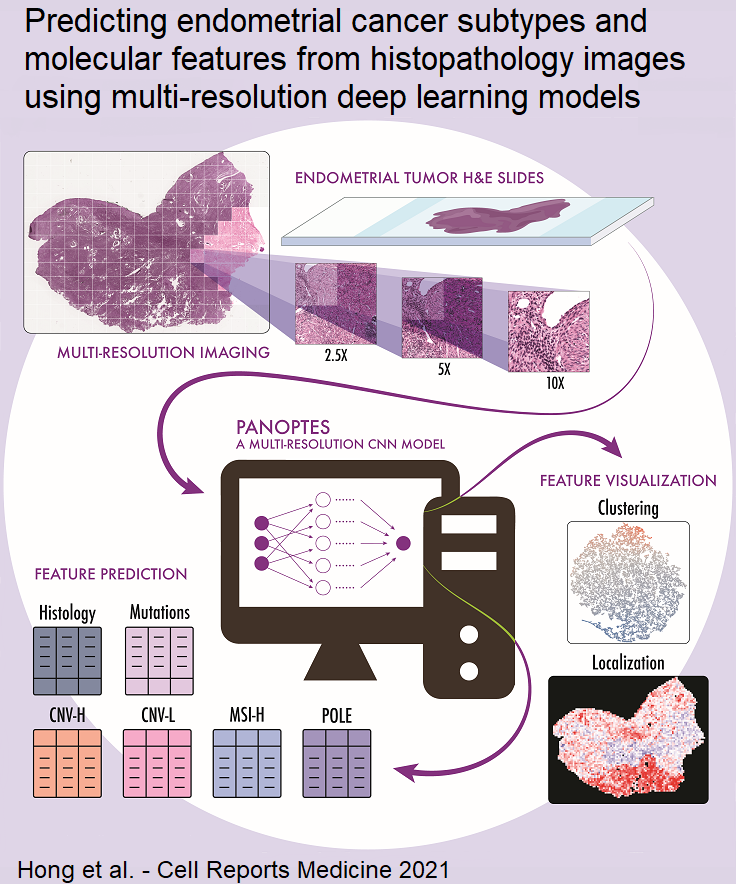 Predicting endometrial cancer subtypes and
molecular features from histopathology images
using multi-resolution deep learning models
ENDOMETRIAL TUMOR H&E SLIDES
MULTI-RESOLUTION IMAGING
2.5X
5X
10X
PANOPTES
A MULTI-RESOLUTION CNN MODEL
FEATURE VISUALIZATION
Clustering
FEATURE PREDICTION
Histology
Mutations
Localization
CNV-H
CNV-L
MSI-H
POLE
Hong et al. - Cell Reports Medicine 2021